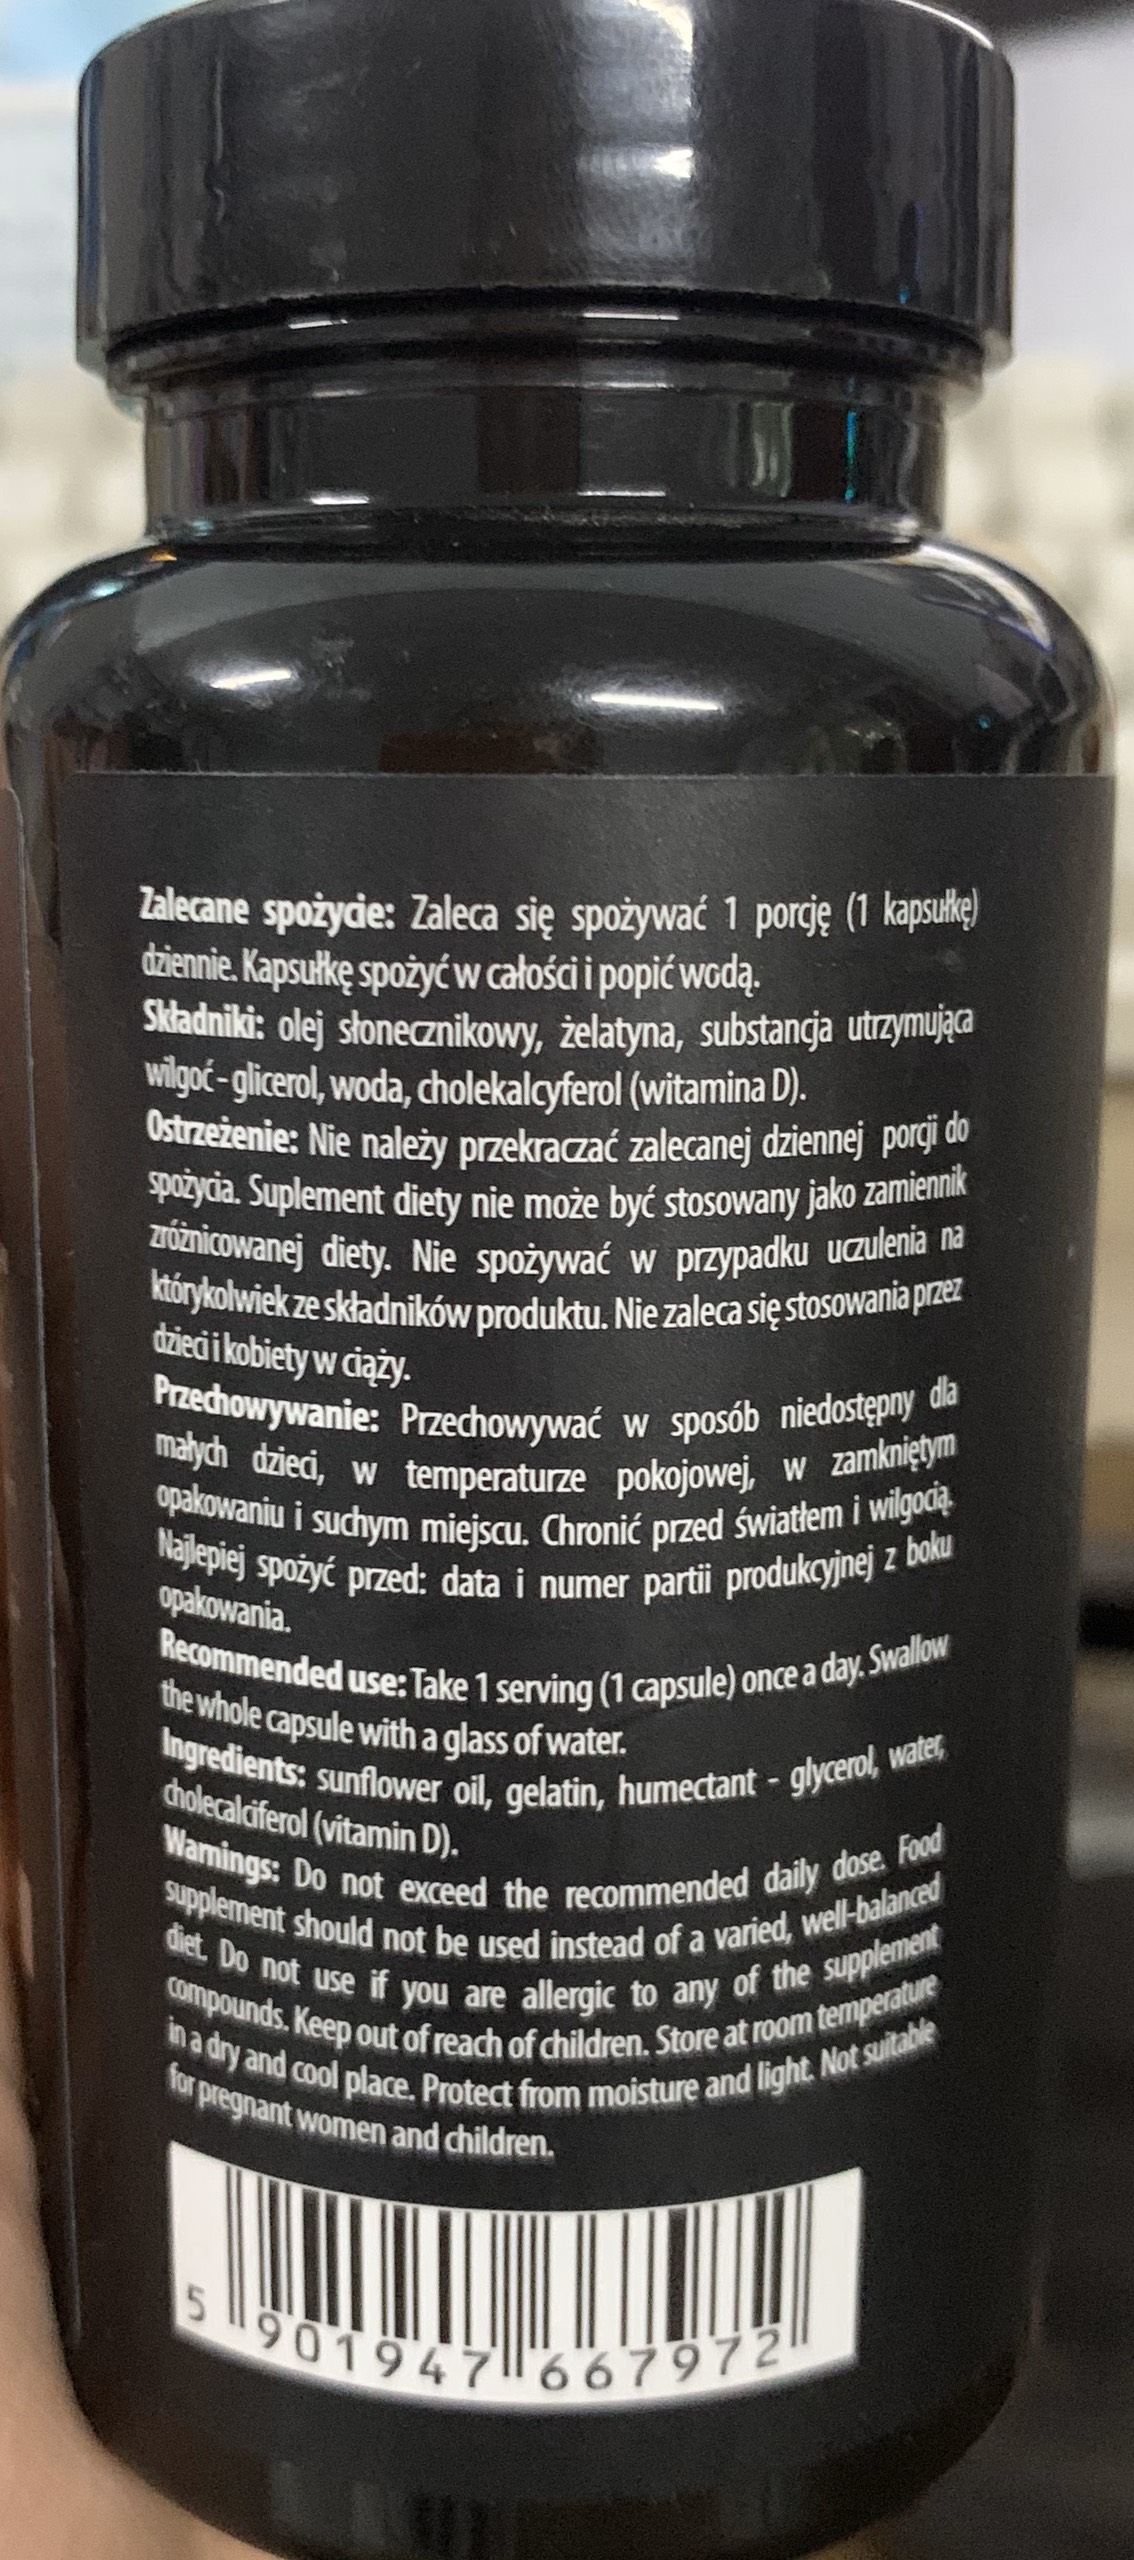 Zalecane spożycie: Zaleca się spożywać 1 porcję (1 kapsułkę)
dziennie. Kapsułkę spożyć w całości i popić wodą.
Składniki: olej słonecznikowy, żelatyna, substancja utrzymująca
wilgoć - glicerol, woda, cholekalcyferol (witamina D).
Ostrzeżenie: Nie należy przekraczać zalecanej dziennej porcji do
spożycia. Suplement diety nie może być stosowany jako zamiennik
zróżnicowanej diety. Nie spożywać w przypadku uczulenia na
którykolwiek ze składników produktu. Nie zaleca się stosowania przez
dzieci i kobiety w ciąży.
Przechowywanie: Przechowywać w sposób niedostępny dla
małych dzieci, w temperaturze pokojowej, w zamkniętym
opakowaniu i suchym miejscu. Chronić przed światłem i wilgocią.
Najlepiej spożyć przed: data i numer partii produkcyjnej z boku
opakowania.
Recommended use: Take 1 serving (1 capsule) once a day. Swallow
the whole capsule with a glass of water.
Ingredients: sunflower oil, gelatin, humectant - glycerol, water,
cholecalciferol (vitamin D).
Warnings: Do not exceed the recommended daily dose. Food
supplement should not be used instead of a varied, well-balanced
diet. Do not use if you are allergic to any of the supplement
compounds. Keep out of reach of children. Store at room temperature
in a dry and cool place. Protect from moisture and light. Not suitable
for pregnant women and children.
5 901947 667972